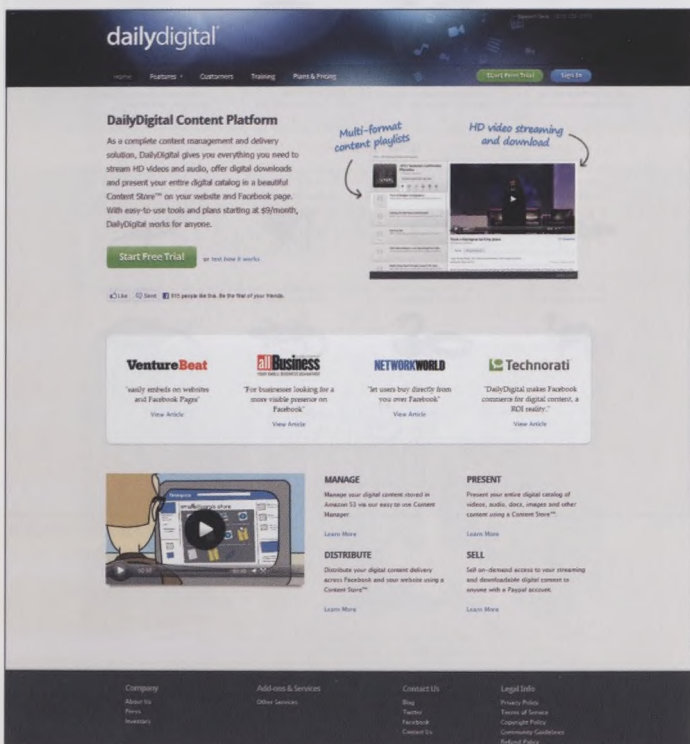 dailydigital
Home Features Customers Training Plans & Pricing
Start Free Trial Sign In
DailyDigital Content Platform
As a complete content management and delivery
solution, DailyDigital gives you everything you need to
stream HD videos and audio, offer digital downloads
and present your entire digital catalog in a beautiful
Content Store™ on your website and Facebook page.
With easy-to-use tools and plans starting at $9/month,
DailyDigital works for anyone.
Start Free Trial
Multi-format
content playlists
HD video streaming
and download
Like Send 915 people like this. Be the first of your friends.
VentureBeat
"easily embeds on websites
and Facebook Pages"
View Article
allBusiness
"For businesses looking for a
more visible presence on
Facebook"
View Article
NETWORKWORLD
"let users buy directly from
you over Facebook"
View Article
Technorati
"DailyDigital makes Facebook
commerce for digital content, a
ROI reality."
View Article
MANAGE
Manage your digital content stored in
Amazon S3 via our easy to use Content
Manager
Learn More
PRESENT
Present your entire digital catalog of
videos, audio, docs, images and other
content using a Content Store™.
Learn More
DISTRIBUTE
Distribute your digital content delivery
across Facebook and your website using a
Content Store™
Learn More
SELL
Sell on-demand access to your streaming
and downloadable digital content to
anyone with a Paypal account.
Learn More
Company
About Us
Press
Investors
Add-ons & Services
Other Services
Contact Us
Blog
Twitter
Facebook
Contact Us
Legal Info
Privacy Policy
Terms of Service
Copyright Policy
Community Guidelines
Refund Policy